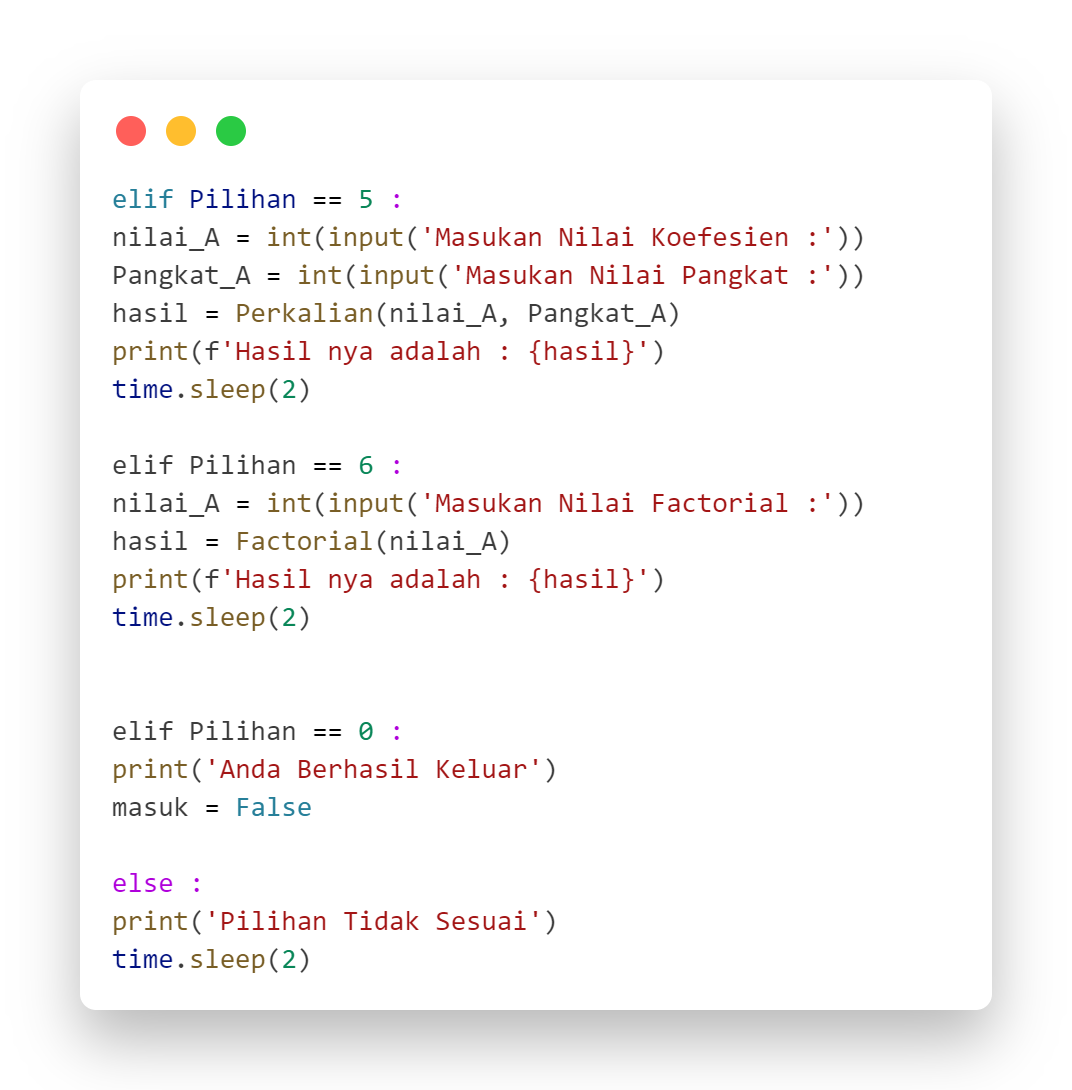 elif Pilihan == 5 :
nilai_A = int(input('Masukan Nilai Koefesien :'))
Pangkat_A = int(input('Masukan Nilai Pangkat :'))
hasil = Perkalian(nilai_A, Pangkat_A)
print(f'Hasil nya adalah : {hasil}')
time.sleep(2)
elif Pilihan == 6 :
nilai_A = int(input('Masukan Nilai Factorial :'))
hasil = Factorial(nilai_A)
print(f'Hasil nya adalah : {hasil}')
time.sleep(2)
elif Pilihan == 0 :
print('Anda Berhasil Keluar')
masuk = False
else :
print('Pilihan Tidak Sesuai')
time.sleep(2)